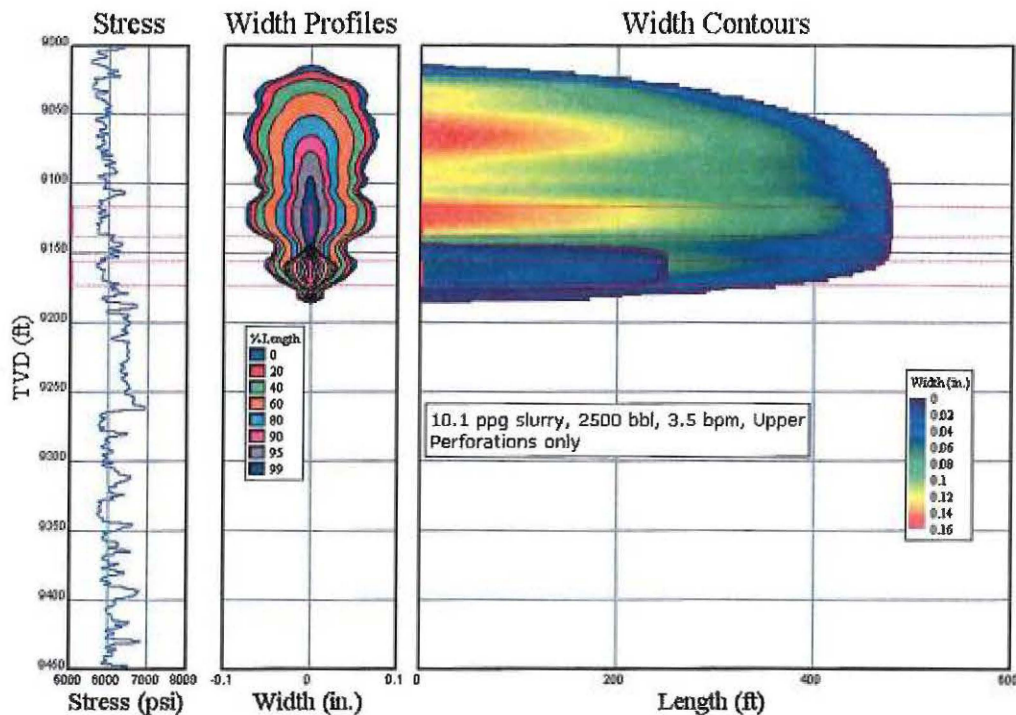 Stress
Width Profiles
Width Contours
9000
9050
9100
9150
9200
9250
9300
9350
9400
9450
TVD (ft)
%Length
0
20
40
60
80
90
95
99
10.1 ppg slurry, 2500 bbl, 3.5 bpm, Upper
Perforations only
Width (in.)
0
0.02
0.04
0.06
0.08
0.1
0.12
0.14
0.16
6000 7000 8000
-0.1 0 0.1
0 200 400 600
Stress (psi)
Width (in.)
Length (ft)